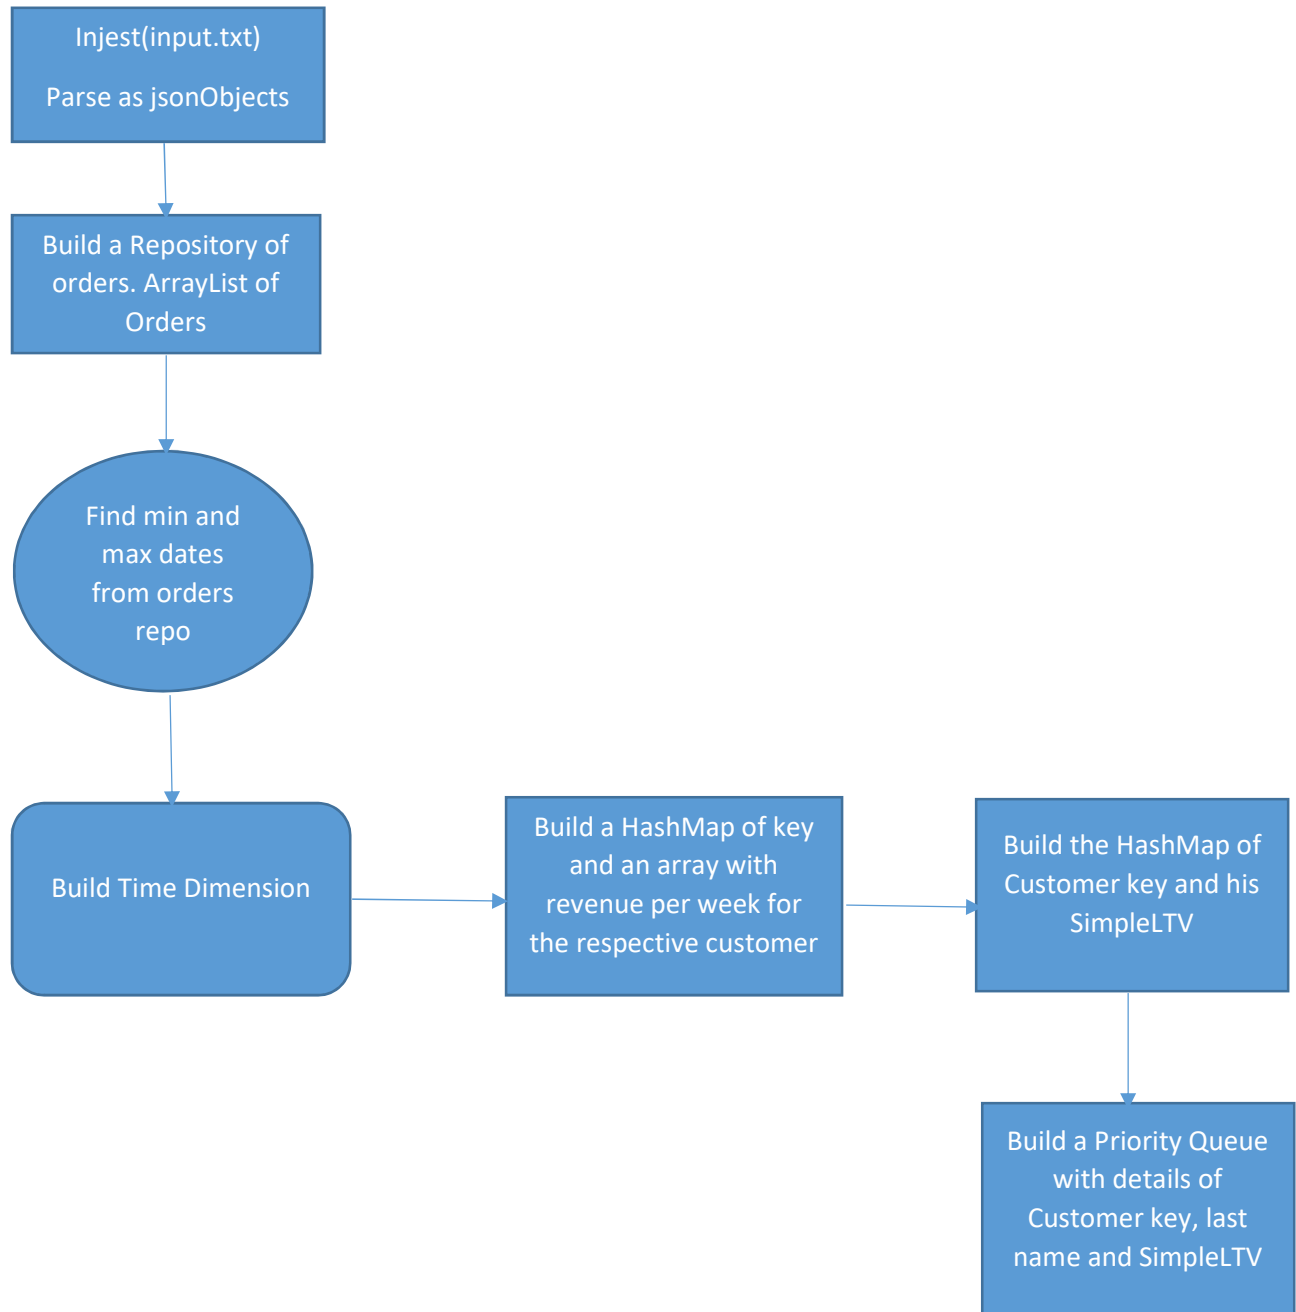 Injest(input.txt)
Parse as jsonObjects
Build a Repository of
orders. ArrayList of
Orders
Find min and
max dates
from orders
repo
Build Time Dimension
Build a HashMap of key
and an array with
revenue per week for
the respective customer
Build the HashMap of
Customer key and his
SimpleLTV
Build a Priority Queue
with details of
Customer key, last
name and SimpleLTV